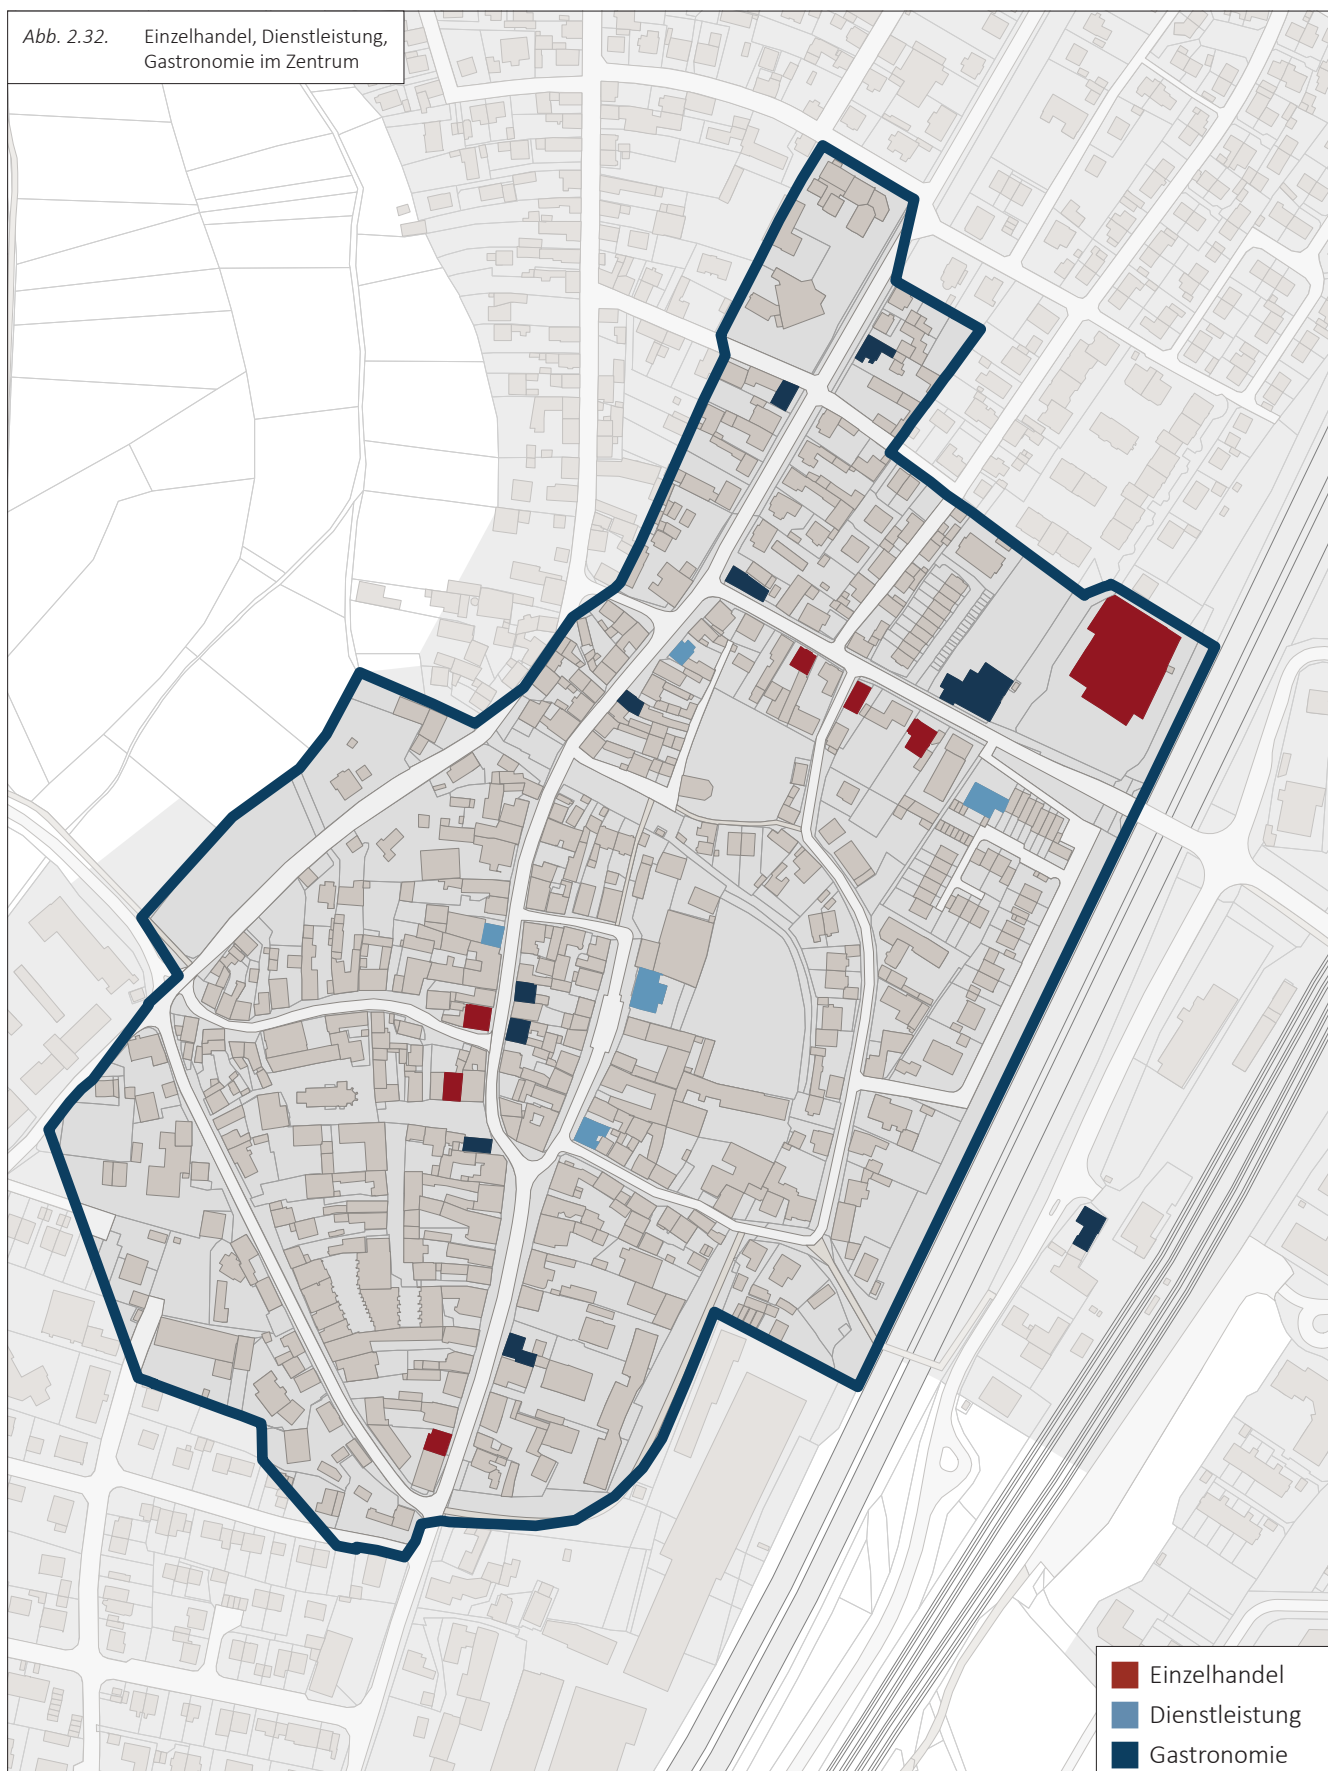 Abb. 2.32. Einzelhandel, Dienstleistung,
Gastronomie im Zentrum
Einzelhandel
Dienstleistung
Gastronomie